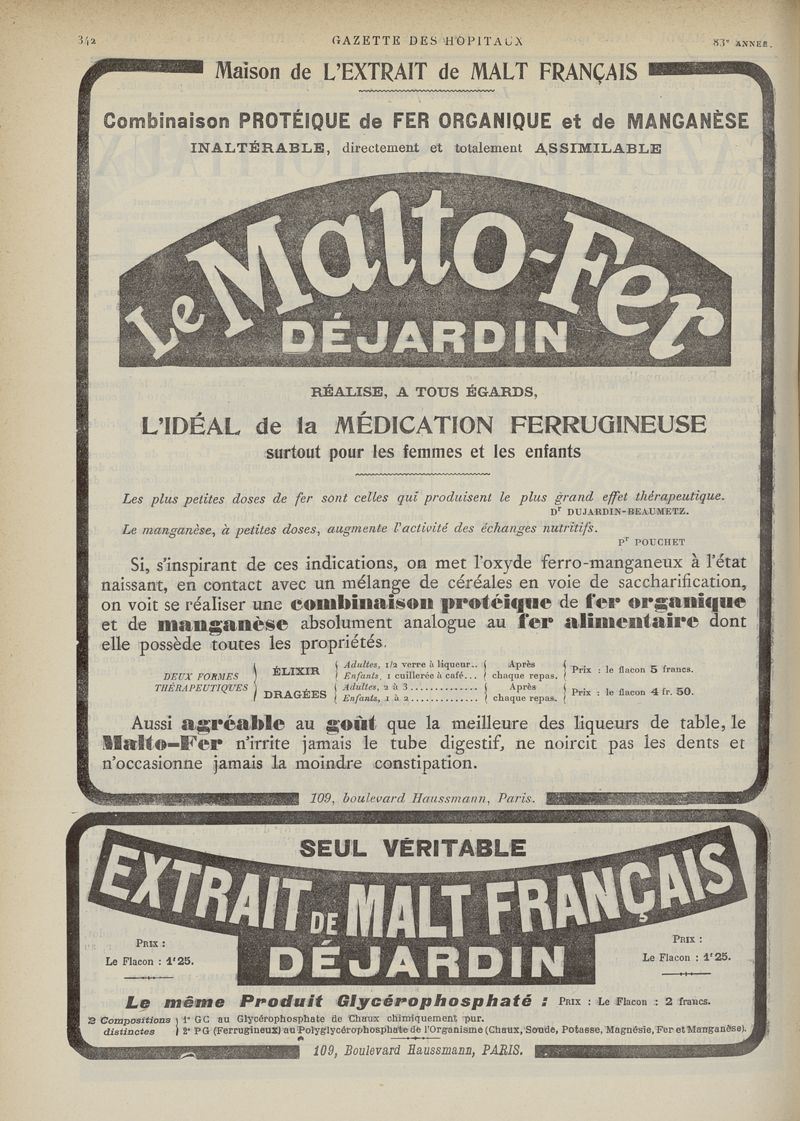 342 GAZETTE DES HOPITAUX 83e ANNÉE.
Maison de L'EXTRAIT de MALT FRANÇAIS
Combinaison PROTÉIQUE de FER ORGANIQUE et de MANGANÈSE
INALTÉRABLE, directement et totalement ASSIMILABLE
Le Malto-Fer
DÉJARDIN
RÉALISE, A TOUS ÉGARDS,
L'IDÉAL de la MÉDICATION FERRUGINEUSE
surtout pour les femmes et les enfants
Les plus petites doses de fer sont celles qui produisent le plus grand effet thérapeutique.
Dr DUJARDIN-BEAUMETZ.
Le manganèse, à petites doses, augmente l'activité des échanges nutritifs.
Pr POUCHET
Si, s'inspirant de ces indications, on met l'oxyde ferro-manganeux à l'état
naissant, en contact avec un mélange de céréales en voie de saccharification,
on voit se réaliser une combinaison protéique de fer organique
et de manganèse absolument analogue au fer alimentaire dont
elle possède toutes les propriétés.
DEUX FORMES THÉRAPEUTIQUES
ÉLIXIR { Adultes, 1/2 verre à liqueur.. } Après { Prix : le flacon 5 francs.
{ Enfants, 1 cuillerée à café... } chaque repas. {
DRAGÉES { Adultes, 2 à 3.............. } Après { Prix : le flacon 4 fr. 50.
{ Enfants, 1 à 2.............. } chaque repas. {
Aussi agréable au goût que la meilleure des liqueurs de table, le
Malto-Fer n'irrite jamais le tube digestif, ne noircit pas les dents et
n'occasionne jamais la moindre constipation.
109, boulevard Haussmann, Paris.
SEUL VÉRITABLE
EXTRAIT DE MALT FRANÇAIS
DÉJARDIN
PRIX :
Le Flacon : 1f25.
PRIX :
Le Flacon : 1f25.
Le même Produit Glycérophosphaté : PRIX : Le Flacon : 2 francs.
2 Compositions } 1° GC au Glycérophosphate de Chaux chimiquement pur.
distinctes } 2° PG (Ferrugineux) au Polyglycérophosphate de l'Organisme (Chaux, Soude, Potasse, Magnésie, Fer et Manganèse).
109, Boulevard Haussmann, PARIS.